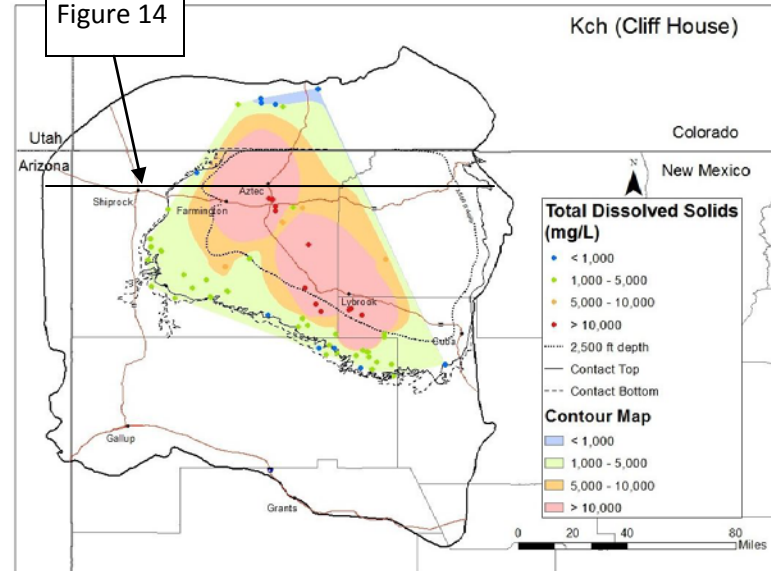 Figure 14
Kch (Cliff House)
Utah
Colorado
Arizona
New Mexico
N
Shiprock
Aztec
Farmington
Lybrook
Cuba
Gallup
Grants
Total Dissolved Solids
(mg/L)
< 1,000
1,000 - 5,000
5,000 - 10,000
> 10,000
2,500 ft depth
Contact Top
Contact Bottom
Contour Map
< 1,000
1,000 - 5,000
5,000 - 10,000
> 10,000
0 20 40 80
Miles